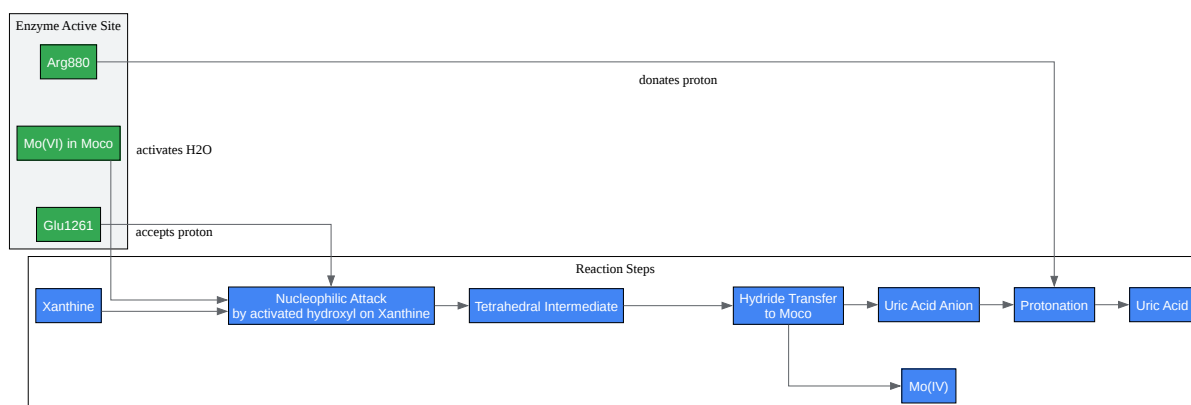 Enzyme Active Site
Arg880
donates proton
Mo(VI) in Moco
activates H2O
Glu1261
accepts proton
Reaction Steps
Xanthine
Nucleophilic Attack
by activated hydroxyl on Xanthine
Tetrahedral Intermediate
Hydride Transfer
to Moco
Uric Acid Anion
Protonation
Uric Acid
Mo(IV)